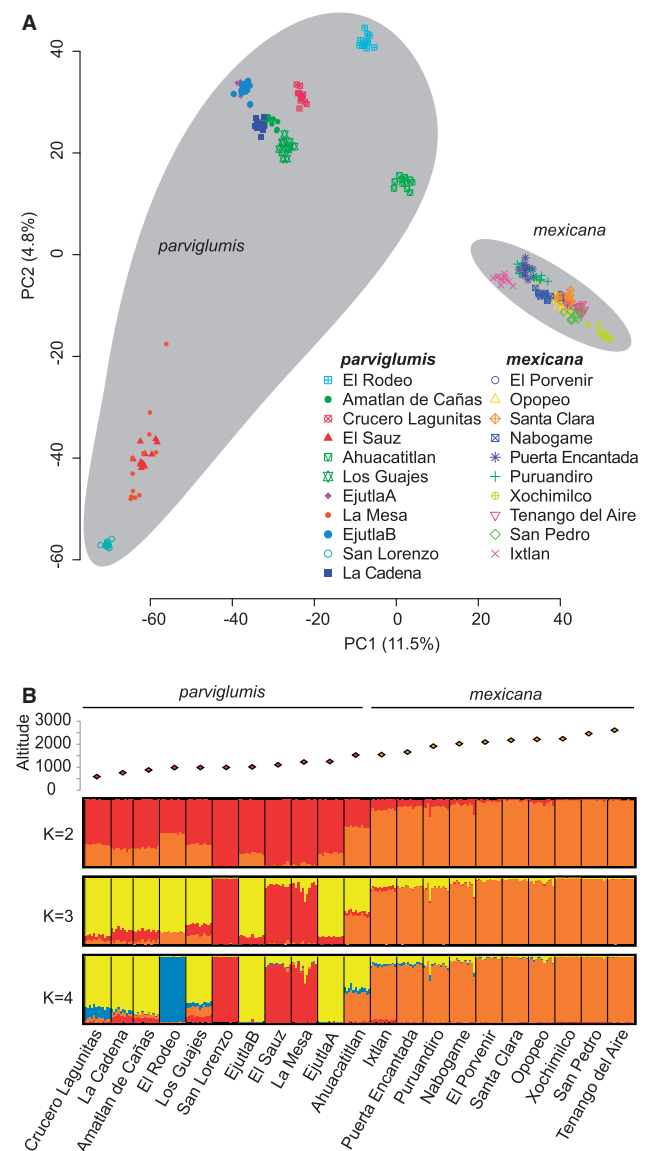 A
PC2 (4.8%)
40
20
0
-20
-40
-60
parviglumis
mexicana
parviglumis mexicana
El Rodeo El Porvenir
Amatlan de Cañas Opopeo
Crucero Lagunitas Santa Clara
El Sauz Nabogame
Ahuacatitlan Puerta Encantada
Los Guajes Puruandiro
EjutlaA Xochimilco
La Mesa Tenango del Aire
EjutlaB San Pedro
San Lorenzo Ixtlan
La Cadena
-60 -40 -20 0 20 40
PC1 (11.5%)
B
parviglumis mexicana
Altitude
3000
2000
1000
0
K=2
K=3
K=4
Crucero Lagunitas
La Cadena
Amatlan de Cañas
El Rodeo
Los Guajes
San Lorenzo
EjutlaB
El Sauz
La Mesa
EjutlaA
Ahuacatitlan
Ixtlan
Puerta Encantada
Puruandiro
Nabogame
El Porvenir
Santa Clara
Opopeo
Xochimilco
San Pedro
Tenango del Aire